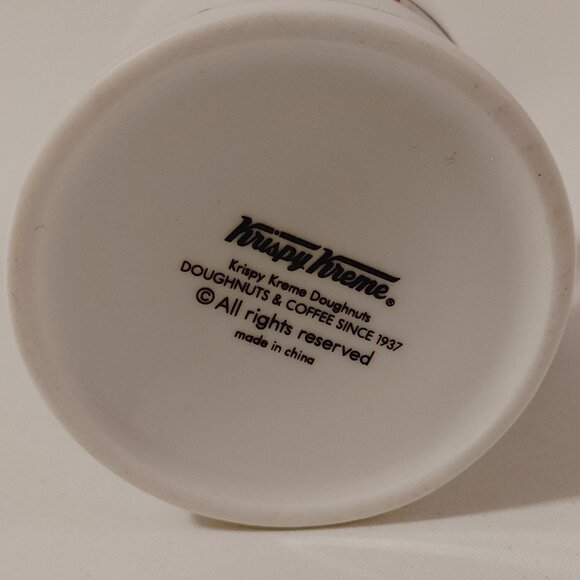 Krispy Kreme®
Krispy Kreme Doughnuts
DOUGHNUTS & COFFEE SINCE 1937
© All rights reserved
made in china